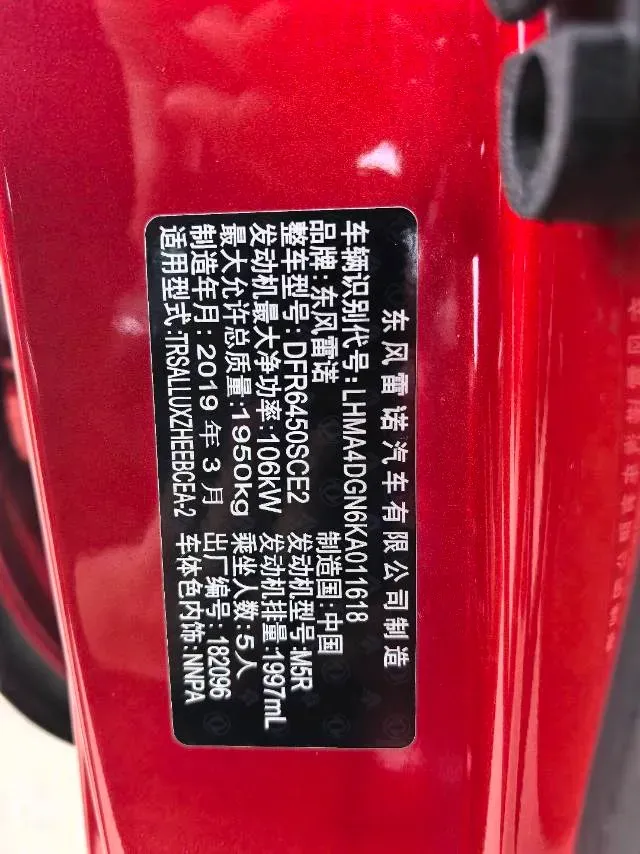 东风雷诺汽车有限公司制造
车辆识别代号:LHMA4DGN6KA011618
品牌:东风雷诺 制造国:中国
整车型号:DFR6450SCE2 发动机型号:M5R
发动机最大净功率:106kW 发动机排量:1997mL
最大允许总质量:1950kg 乘坐人数:5人
制造年月:2019年3月 出厂编号:182096
适用型式:TRSALLUXZHEEBCEA-2 车体色内饰:NNPA